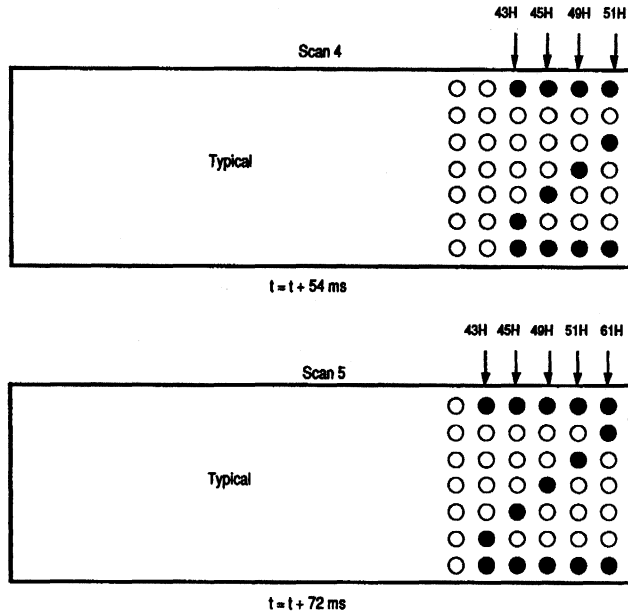 43H 45H 49H 51H
Scan 4
Typical
t = t + 54 ms
43H 45H 49H 51H 61H
Scan 5
Typical
t = t + 72 ms